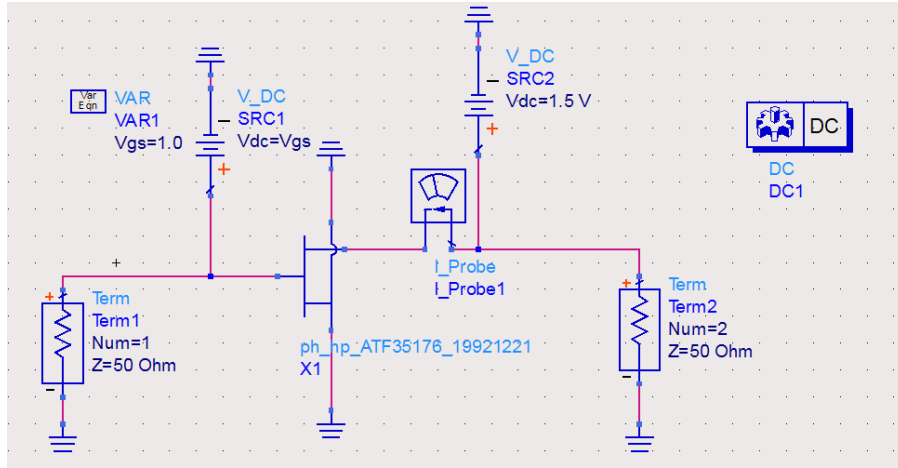 Var
Eqn
VAR
VAR1
Vgs=1.0
V_DC
SRC1
Vdc=Vgs
V_DC
SRC2
Vdc=1.5 V
DC
DC
DC1
I_Probe
I_Probe1
Term
Term1
Num=1
Z=50 Ohm
ph_hp_ATF35176_19921221
X1
Term
Term2
Num=2
Z=50 Ohm